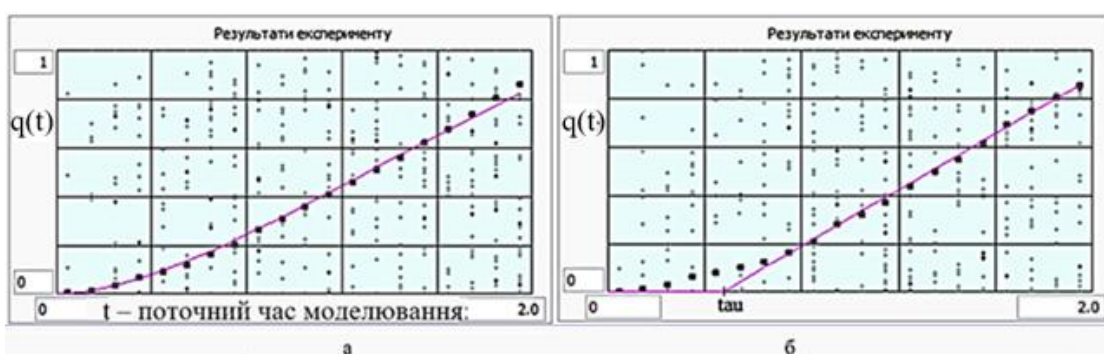 Результати експерименту
1
q(t)
0
0
t – поточний час моделювання;
2.0
а
Результати експерименту
1
q(t)
0
0
tau
2.0
б